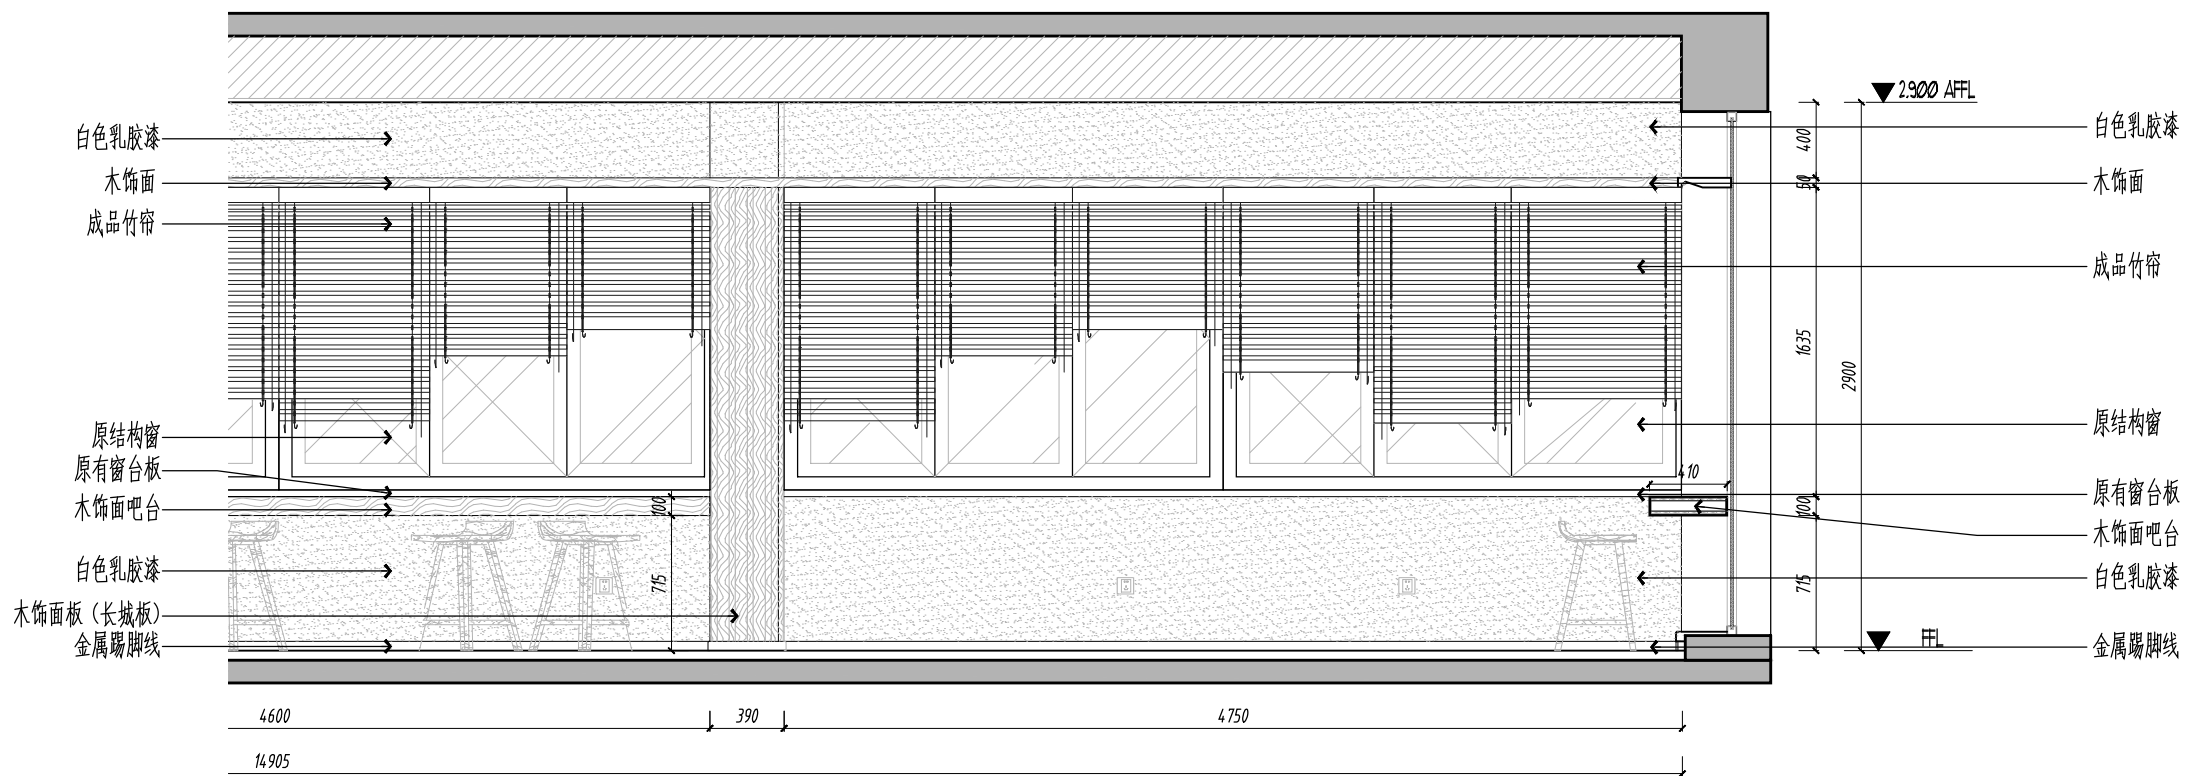 2.900 AFFL
白色乳胶漆
白色乳胶漆
400
木饰面
木饰面
50
成品竹帘
成品竹帘
1635
2900
原结构窗
原结构窗
原有窗台板
410
原有窗台板
木饰面吧台
100
100
木饰面吧台
白色乳胶漆
715
715
白色乳胶漆
木饰面板（长城板）
金属踢脚线
FFL
金属踢脚线
4600
390
4750
14905